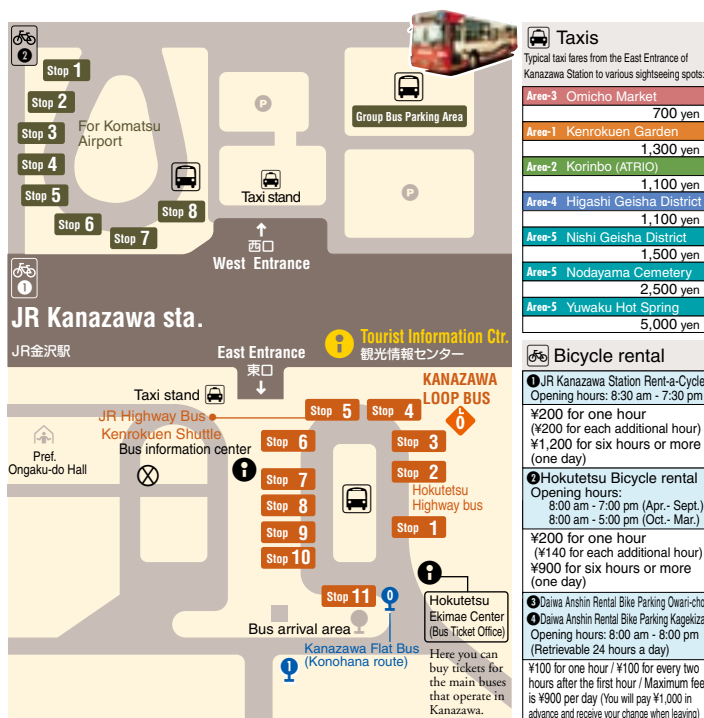 2
Stop 1
Stop 2
Stop 3
Stop 4
Stop 5
Stop 6
Stop 7
Stop 8
For Komatsu
Airport
P
Taxi stand
Group Bus Parking Area
P
西口
West Entrance
1
JR Kanazawa sta.
JR金沢駅
East Entrance
東口
Tourist Information Ctr.
観光情報センター
Taxi stand
JR Highway Bus
Kenrokuen Shuttle
Bus information center
Pref.
Ongaku-do Hall
KANAZAWA
LOOP BUS
L
0
Stop 5
Stop 4
Stop 6
Stop 3
Stop 7
Stop 2
Hokutetsu
Highway bus
Stop 8
Stop 1
Stop 9
Stop 10
Stop 11
0
Bus arrival area
Kanazawa Flat Bus
(Konohana route)
1
Hokutetsu
Ekimae Center
(Bus Ticket Office)
Here you can
buy tickets for
the main buses
that operate in
Kanazawa.
Taxis
Typical taxi fares from the East Entrance of
Kanazawa Station to various sightseeing spots:
Area-3 Omicho Market
700 yen
Area-1 Kenrokuen Garden
1,300 yen
Area-2 Korinbo (ATRIO)
1,100 yen
Area-4 Higashi Geisha District
1,100 yen
Area-5 Nishi Geisha District
1,500 yen
Area-5 Nodayama Cemetery
2,500 yen
Area-5 Yuwaku Hot Spring
5,000 yen
Bicycle rental
❶JR Kanazawa Station Rent-a-Cycle
Opening hours: 8:30 am - 7:30 pm
¥200 for one hour
(¥200 for each additional hour)
¥1,200 for six hours or more
(one day)
❷Hokutetsu Bicycle rental
Opening hours:
8:00 am - 7:00 pm (Apr.- Sept.)
8:00 am - 5:00 pm (Oct.- Mar.)
¥200 for one hour
(¥140 for each additional hour)
¥900 for six hours or more
(one day)
❸Daiwa Anshin Rental Bike Parking Owari-cho
❹Daiwa Anshin Rental Bike Parking Kagekiza
Opening hours: 8:00 am - 8:00 pm
(Retrievable 24 hours a day)
¥100 for one hour / ¥100 for every two
hours after the first hour / Maximum fee
is ¥900 per day (You will pay ¥1,000 in
advance and receive your change when leaving)